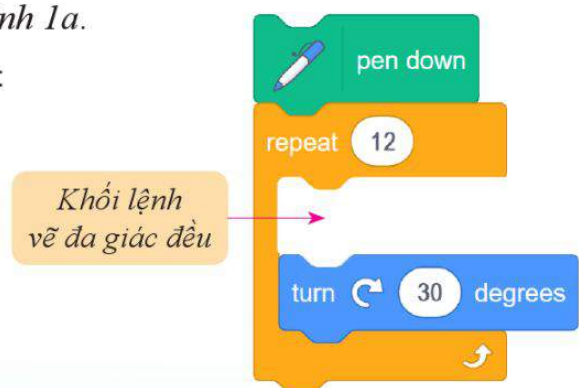 nh 1a.
:
pen down
repeat 12
Khối lệnh
vẽ đa giác đều
turn 30 degrees